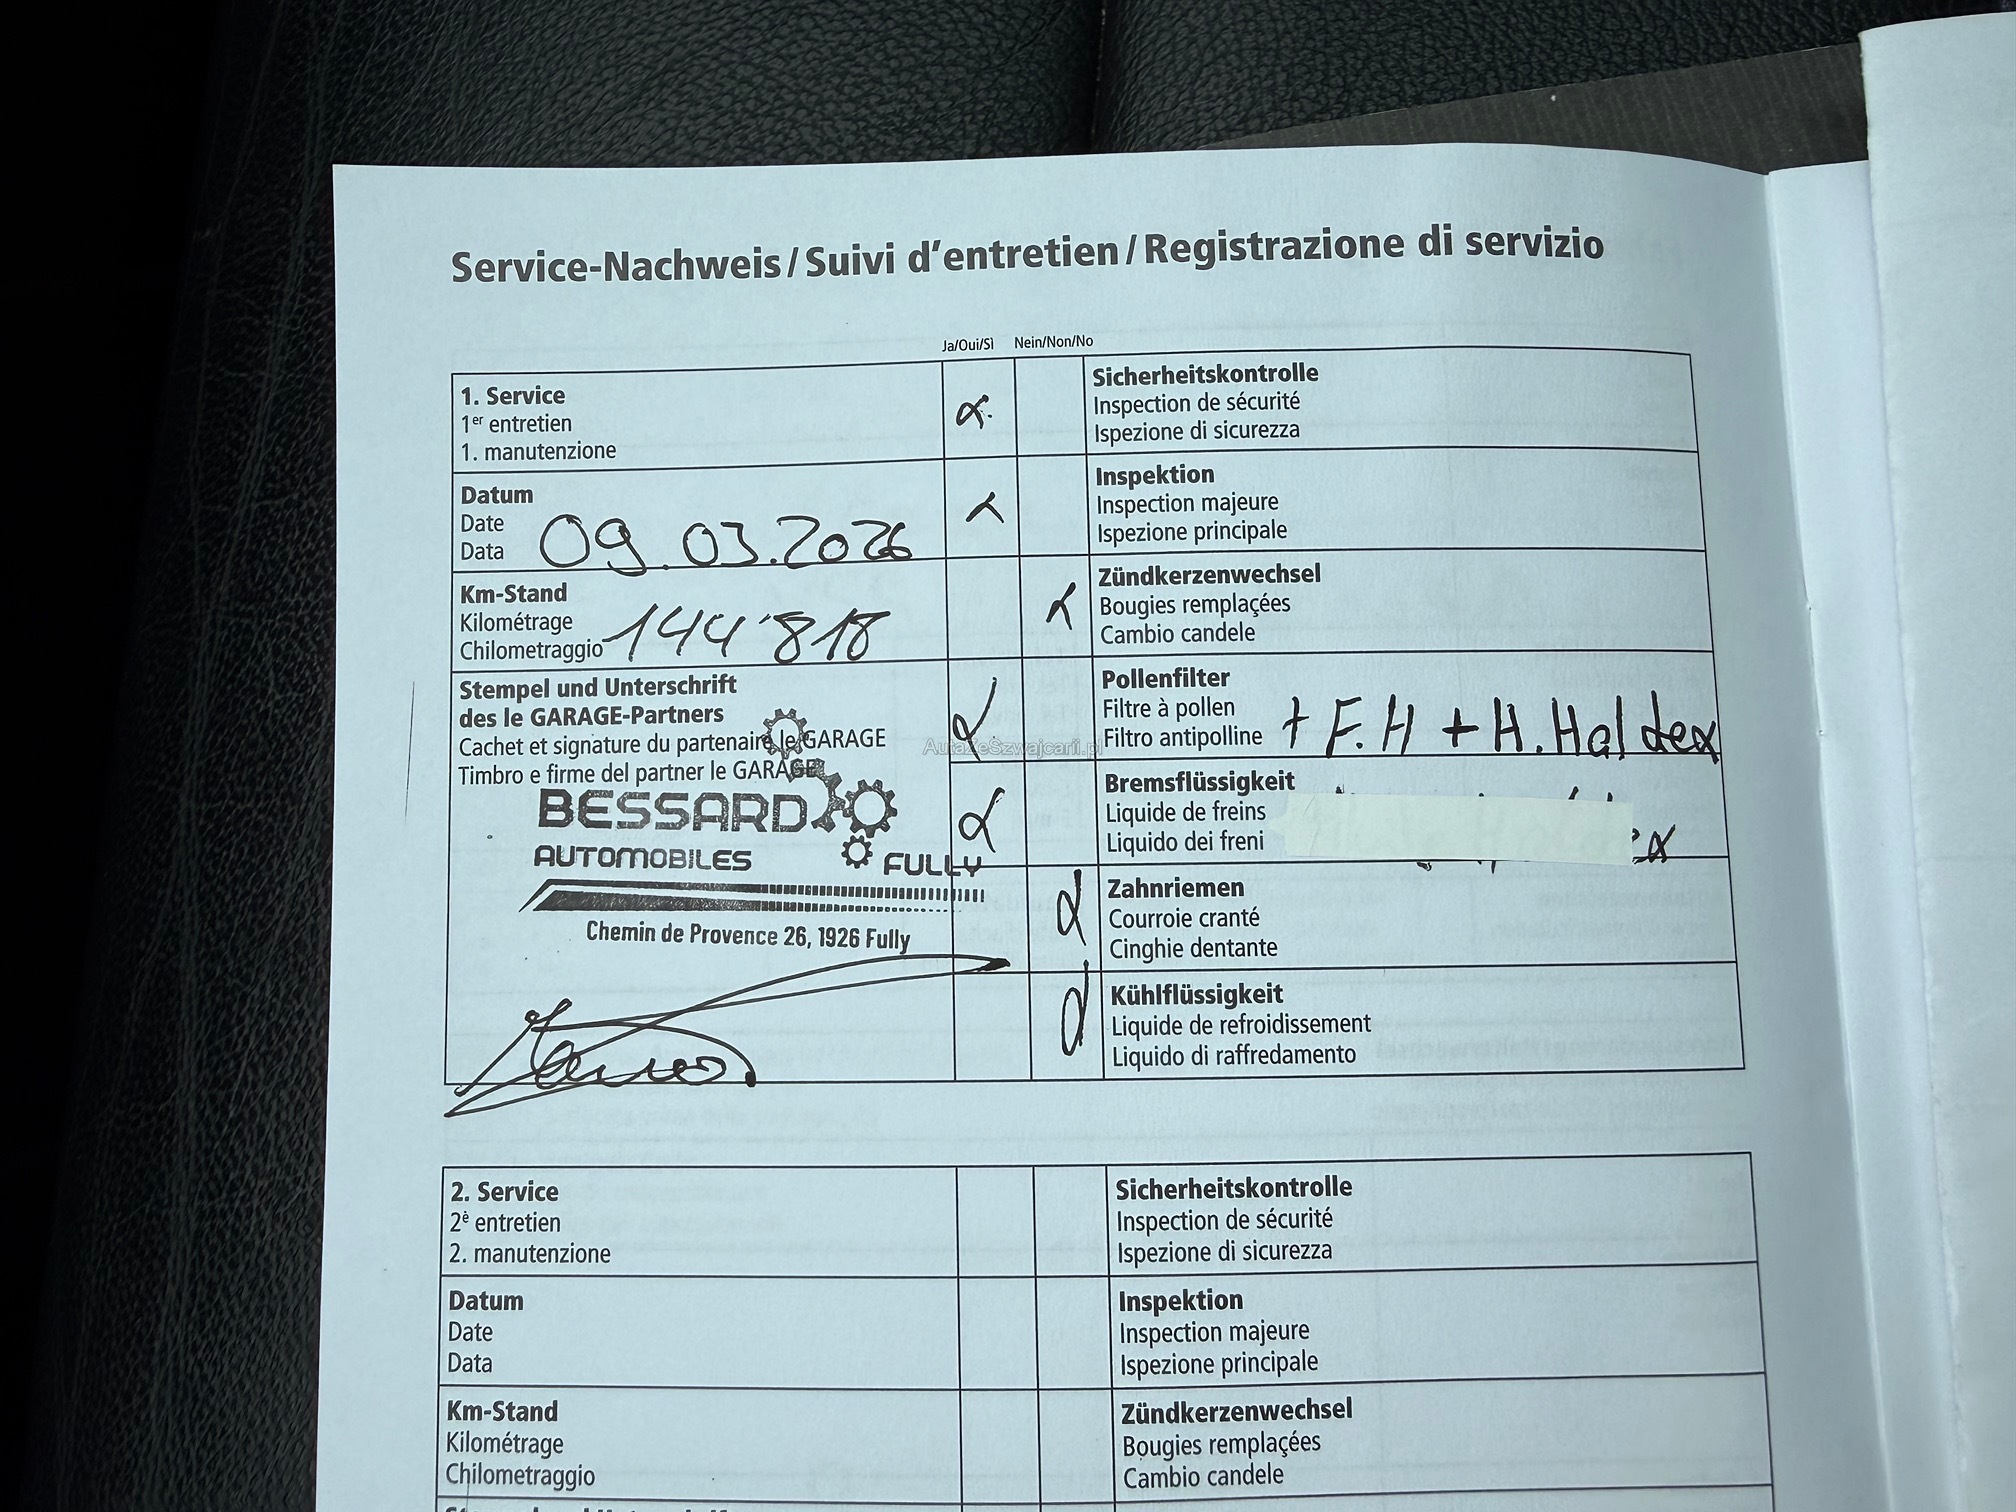 Service-Nachweis / Suivi d'entretien / Registrazione di servizio
Ja/Oui/Sì Nein/Non/No
1. Service
1er entretien
1. manutenzione
Sicherheitskontrolle
Inspection de sécurité
Ispezione di sicurezza
Datum
Date
Data
09.03.2026
Inspektion
Inspection majeure
Ispezione principale
Km-Stand
Kilométrage
Chilometraggio
144'818
Zündkerzenwechsel
Bougies remplaçées
Cambio candele
Stempel und Unterschrift
des le GARAGE-Partners
Cachet et signature du partenaire le GARAGE
Timbro e firme del partner le GARAGE
BESSARD
AUTOMOBILES FULLY
Chemin de Provence 26, 1926 Fully
Pollenfilter
Filtre à pollen
Filtro antipolline
+ F.H + H.Haldex
AutaZeSzwajcarii.pl
Bremsflüssigkeit
Liquide de freins
Liquido dei freni
Zahnriemen
Courroie cranté
Cinghie dentante
Kühlflüssigkeit
Liquide de refroidissement
Liquido di raffredamento
2. Service
2è entretien
2. manutenzione
Sicherheitskontrolle
Inspection de sécurité
Ispezione di sicurezza
Datum
Date
Data
Inspektion
Inspection majeure
Ispezione principale
Km-Stand
Kilométrage
Chilometraggio
Zündkerzenwechsel
Bougies remplaçées
Cambio candele